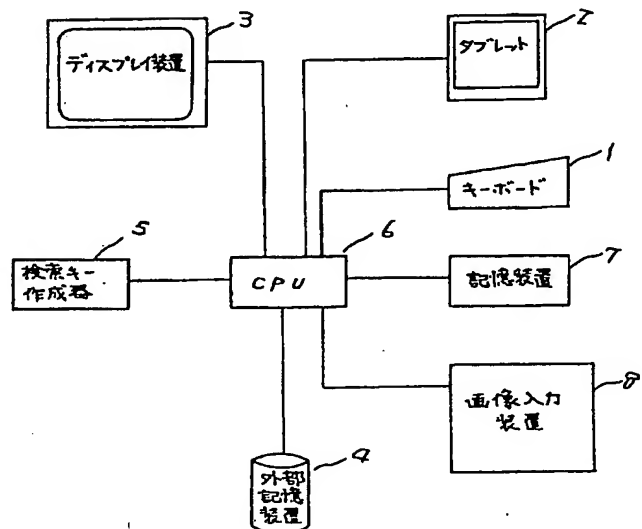 3
ディスプレイ装置
2
タブレット
1
キーボード
5
検索キー
作成器
6
CPU
7
記憶装置
8
画像入力
装置
4
外部
記憶
装置